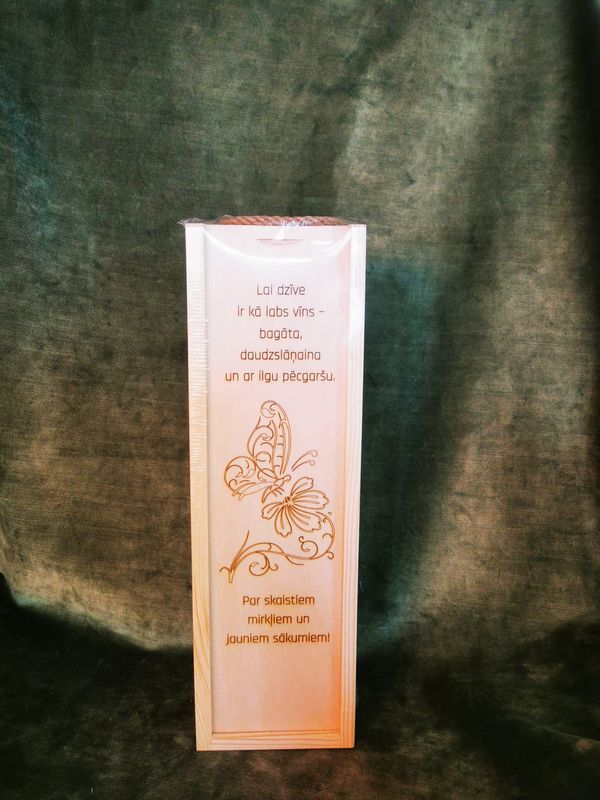 Lai dzīve
ir kā labs vīns –
bagāta,
daudzslāņaina
un ar ilgu pēcgaršu.
Par skaistiem
mirkļiem un
jauniem sākumiem!